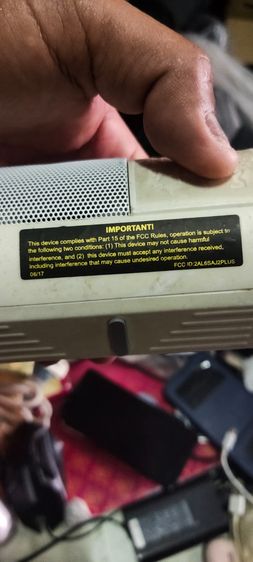 IMPORTANT!
This device complies with Part 15 of the FCC Rules, operation is subject to
the following two conditions: (1) This device may not cause harmful
interference, and (2) this device must accept any interference received,
including interference that may cause undesired operation.
06/17 FCC ID:2AL6SAJ2PLUS